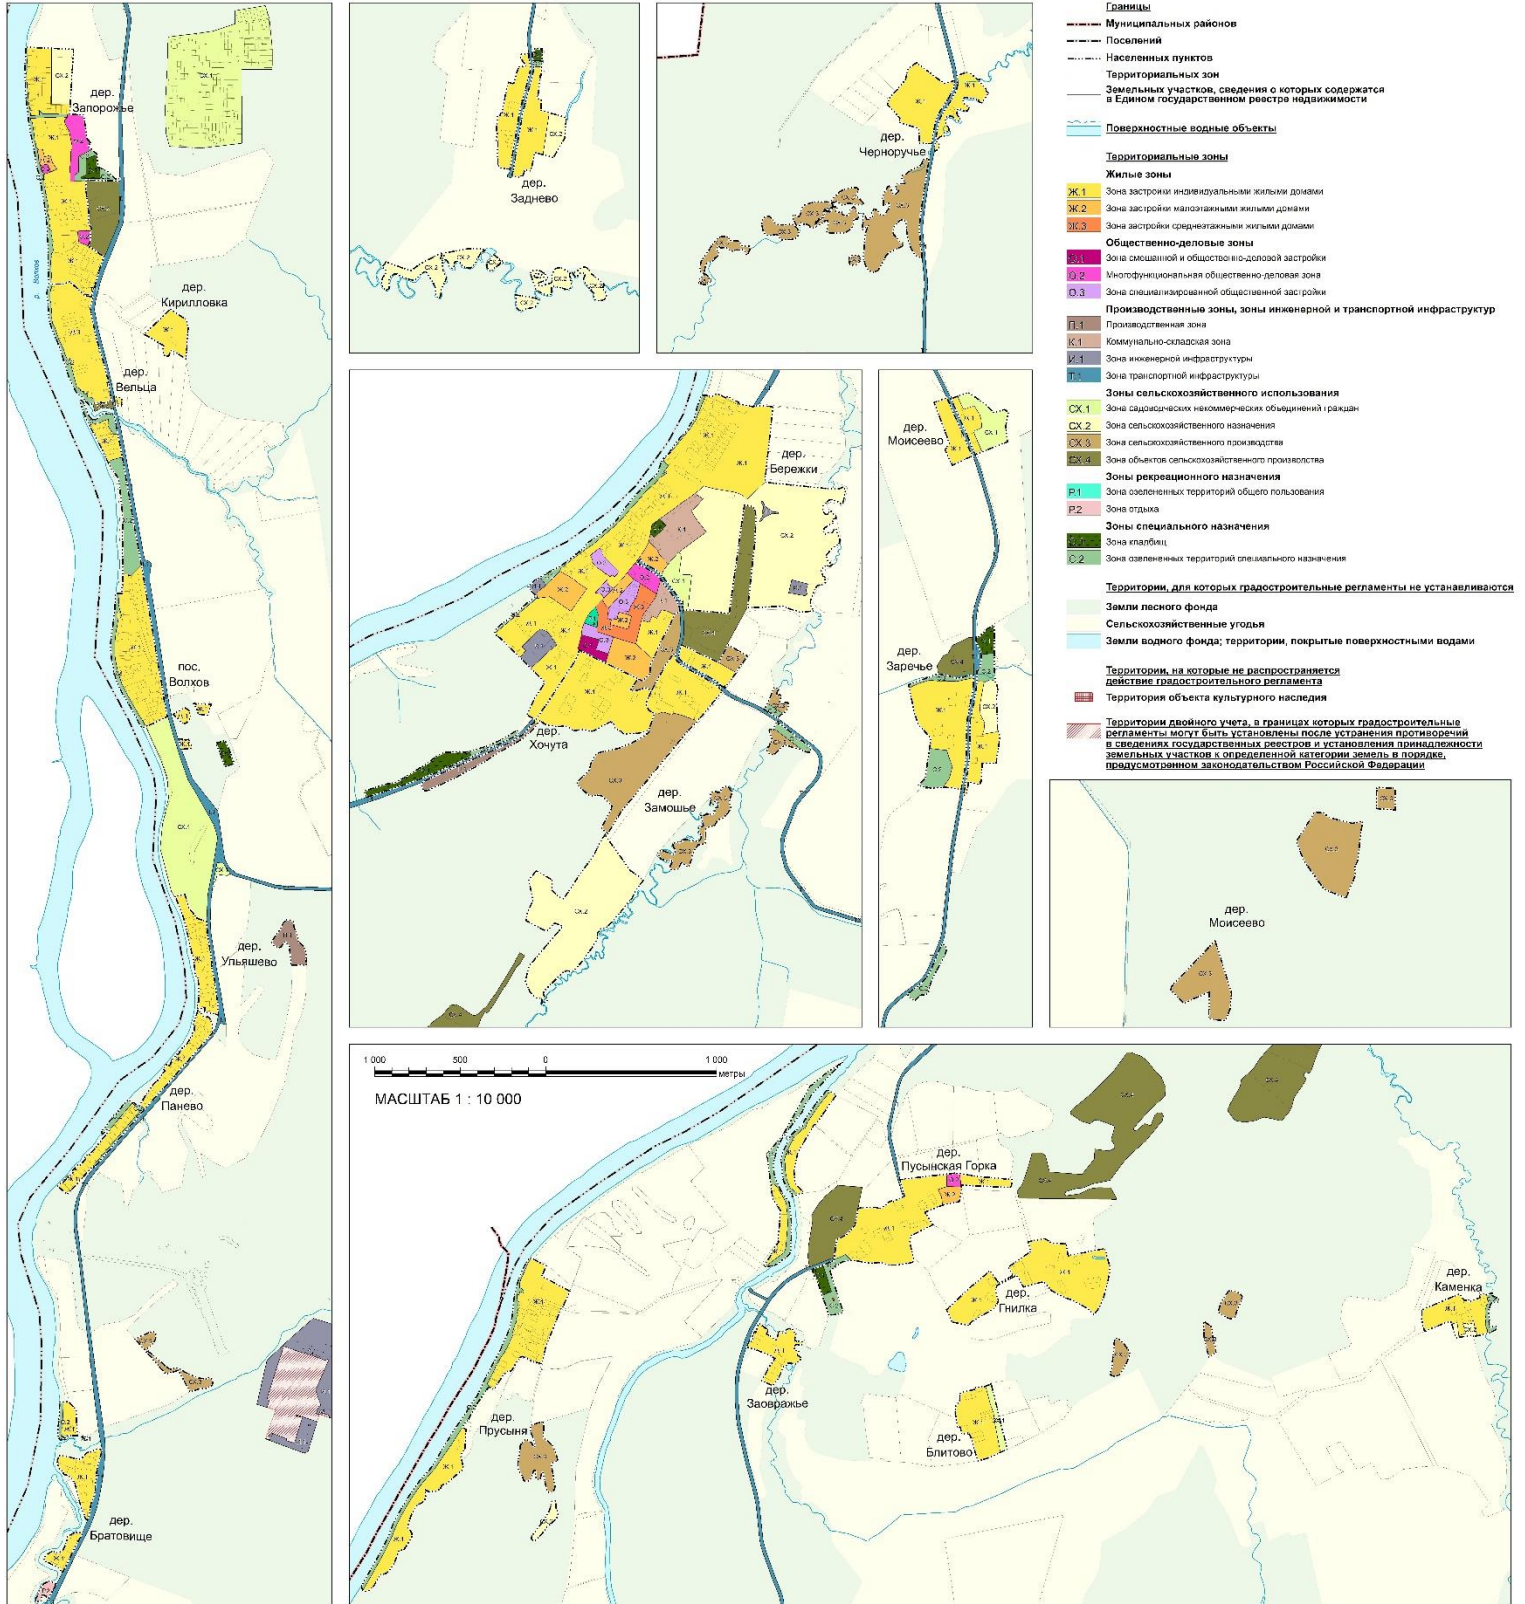 дер.
Запорожье
р. Волхов
дер.
Кирилловка
дер.
Вельца
пос.
Волхов
дер.
Ульяшево
дер.
Панево
дер.
Братовище
дер.
Заднево
дер.
Черноручье
дер.
Бережки
дер.
Хочута
дер.
Замошье
дер.
Моисеево
дер.
Заречье
Границы
Муниципальных районов
Поселений
Населенных пунктов
Территориальных зон
Земельных участков, сведения о которых содержатся
в Едином государственном реестре недвижимости
Поверхностные водные объекты
Территориальные зоны
Жилые зоны
Ж.1 Зона застройки индивидуальными жилыми домами
Ж.2 Зона застройки малоэтажными жилыми домами
Ж.3 Зона застройки среднеэтажными жилыми домами
Общественно-деловые зоны
О.1 Зона смешанной и общественно-деловой застройки
О.2 Многофункциональная общественно-деловая зона
О.3 Зона специализированной общественной застройки
Производственные зоны, зоны инженерной и транспортной инфраструктур
П.1 Производственная зона
К.1 Коммунально-складская зона
И.1 Зона инженерной инфраструктуры
Т.1 Зона транспортной инфраструктуры
Зоны сельскохозяйственного использования
СХ.1 Зона садоводческих некоммерческих объединений граждан
СХ.2 Зона сельскохозяйственного назначения
СХ.3 Зона сельскохозяйственного производства
СХ.4 Зона объектов сельскохозяйственного производства
Зоны рекреационного назначения
Р.1 Зона озелененных территорий общего пользования
Р.2 Зона отдыха
Зоны специального назначения
Зона кладбищ
С.2 Зона озелененных территорий специального назначения
Территории, для которых градостроительные регламенты не устанавливаются
Земли лесного фонда
Сельскохозяйственные угодья
Земли водного фонда; территории, покрытые поверхностными водами
Территории, на которые не распространяется
действие градостроительного регламента
Территория объекта культурного наследия
Территории двойного учета, в границах которых градостроительные
регламенты могут быть установлены после устранения противоречий
в сведениях государственных реестров и установления принадлежности
земельных участков к определенной категории земель в порядке,
предусмотренном законодательством Российской Федерации
дер.
Моисеево
1 000 500 0 1 000
метры
МАСШТАБ 1 : 10 000
дер.
Пусынская Горка
дер.
Гнилка
дер.
Каменка
дер.
Заовражье
дер.
Прусыня
дер.
Блитово